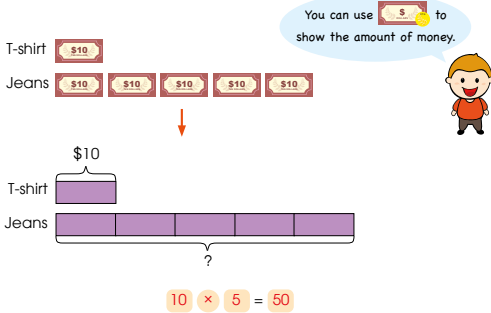 You can use $ to
show the amount of money.
T-shirt $10
Jeans $10 $10 $10 $10 $10
$10
T-shirt
Jeans
?
10 × 5 = 50